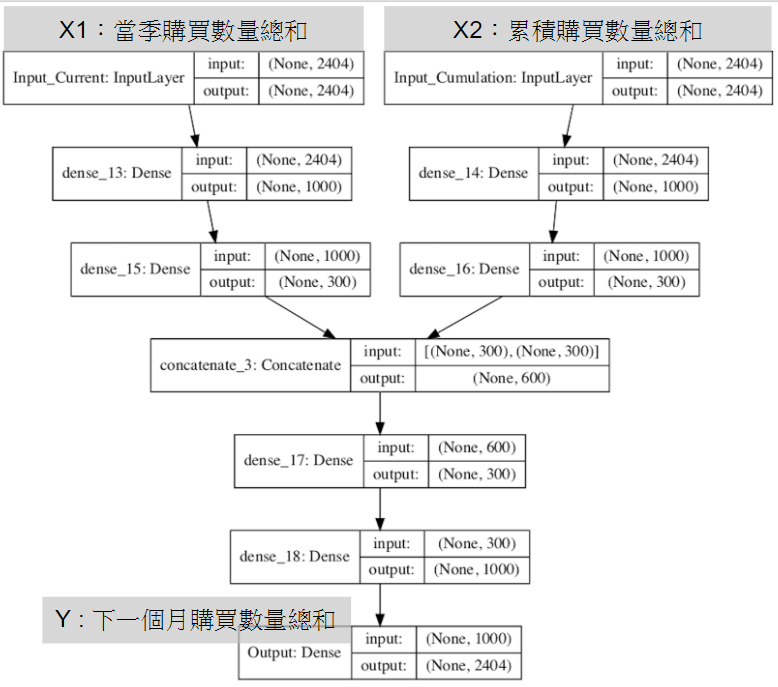 X1：當季購買數量總和
X2：累積購買數量總和
Input_Current: InputLayer
input:
(None, 2404)
output:
(None, 2404)
Input_Cumulation: InputLayer
input:
(None, 2404)
output:
(None, 2404)
dense_13: Dense
input:
(None, 2404)
output:
(None, 1000)
dense_14: Dense
input:
(None, 2404)
output:
(None, 1000)
dense_15: Dense
input:
(None, 1000)
output:
(None, 300)
dense_16: Dense
input:
(None, 1000)
output:
(None, 300)
concatenate_3: Concatenate
input:
[(None, 300), (None, 300)]
output:
(None, 600)
dense_17: Dense
input:
(None, 600)
output:
(None, 300)
dense_18: Dense
input:
(None, 300)
output:
(None, 1000)
Y：下一個月購買數量總和
Output: Dense
input:
(None, 1000)
output:
(None, 2404)